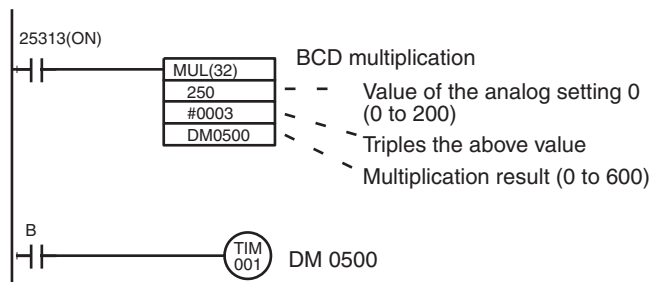 25313(ON)
MUL(32)
250
#0003
DM0500
BCD multiplication
Value of the analog setting 0
(0 to 200)
Triples the above value
Multiplication result (0 to 600)
B
TIM
001
DM 0500